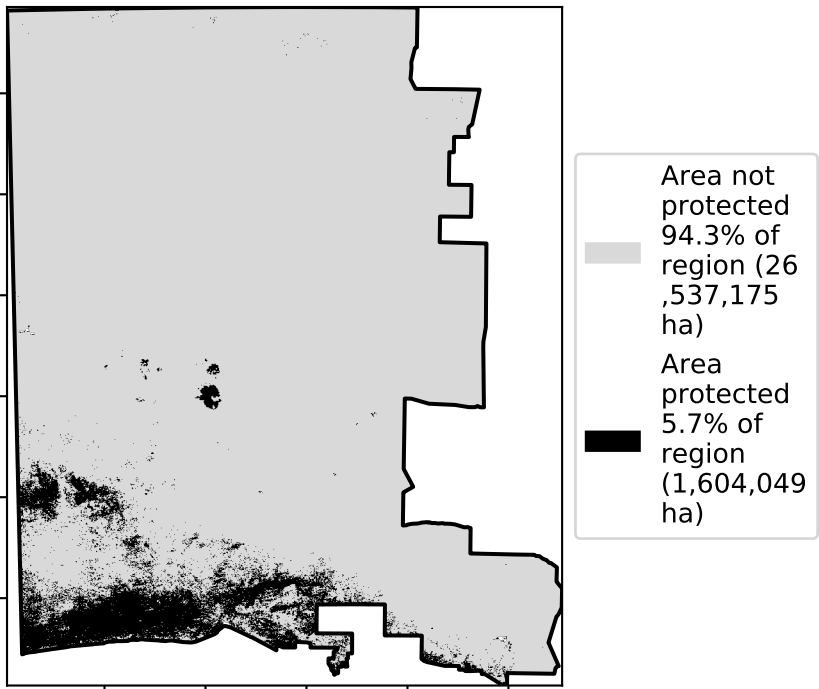 Area not
protected
94.3% of
region (26
,537,175
ha)
Area
protected
5.7% of
region
(1,604,049
ha)